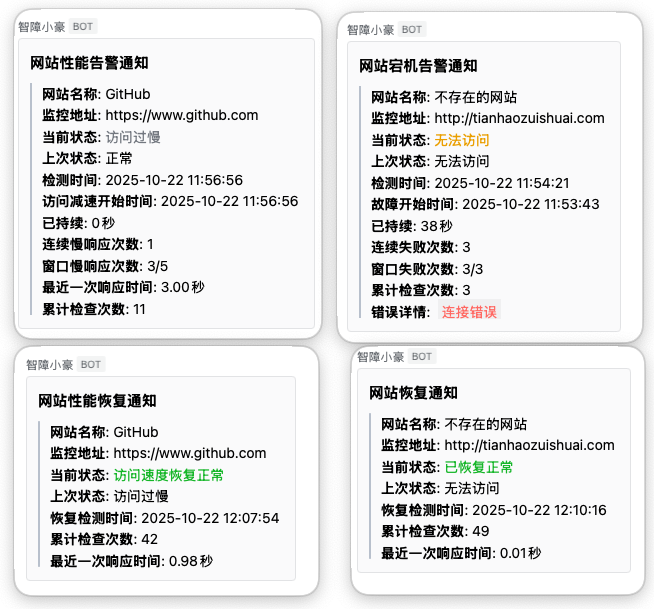 智障小豪 BOT
网站性能告警通知
网站名称: GitHub
监控地址: https://www.github.com
当前状态: 访问过慢
上次状态: 正常
检测时间: 2025-10-22 11:56:56
访问减速开始时间: 2025-10-22 11:56:56
已持续: 0秒
连续慢响应次数: 1
窗口慢响应次数: 3/5
最近一次响应时间: 3.00秒
累计检查次数: 11
智障小豪 BOT
网站宕机告警通知
网站名称: 不存在的网站
监控地址: http://tianhaozuishuai.com
当前状态: 无法访问
上次状态: 无法访问
检测时间: 2025-10-22 11:54:21
故障开始时间: 2025-10-22 11:53:43
已持续: 38秒
连续失败次数: 3
窗口失败次数: 3/3
累计检查次数: 3
错误详情: 连接错误
智障小豪 BOT
网站性能恢复通知
网站名称: GitHub
监控地址: https://www.github.com
当前状态: 访问速度恢复正常
上次状态: 访问过慢
恢复检测时间: 2025-10-22 12:07:54
累计检查次数: 42
最近一次响应时间: 0.98秒
智障小豪 BOT
网站恢复通知
网站名称: 不存在的网站
监控地址: http://tianhaozuishuai.com
当前状态: 已恢复正常
上次状态: 无法访问
恢复检测时间: 2025-10-22 12:10:16
累计检查次数: 49
最近一次响应时间: 0.01秒